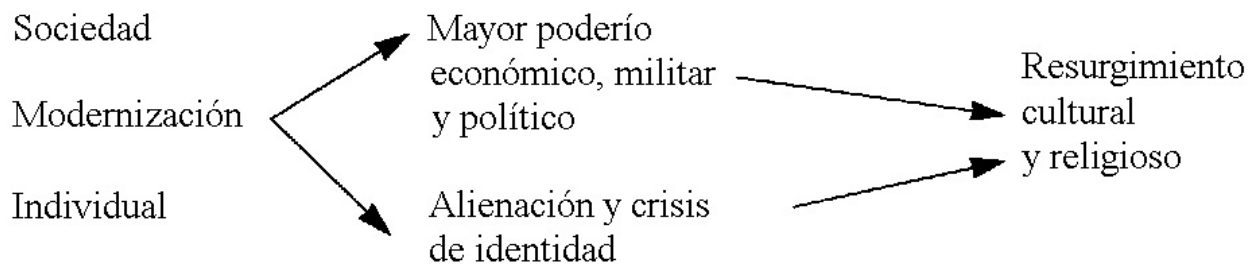 Sociedad
Modernización
Individual
Mayor poderío
económico, militar
y político
Alienación y crisis
de identidad
Resurgimiento
cultural
y religioso